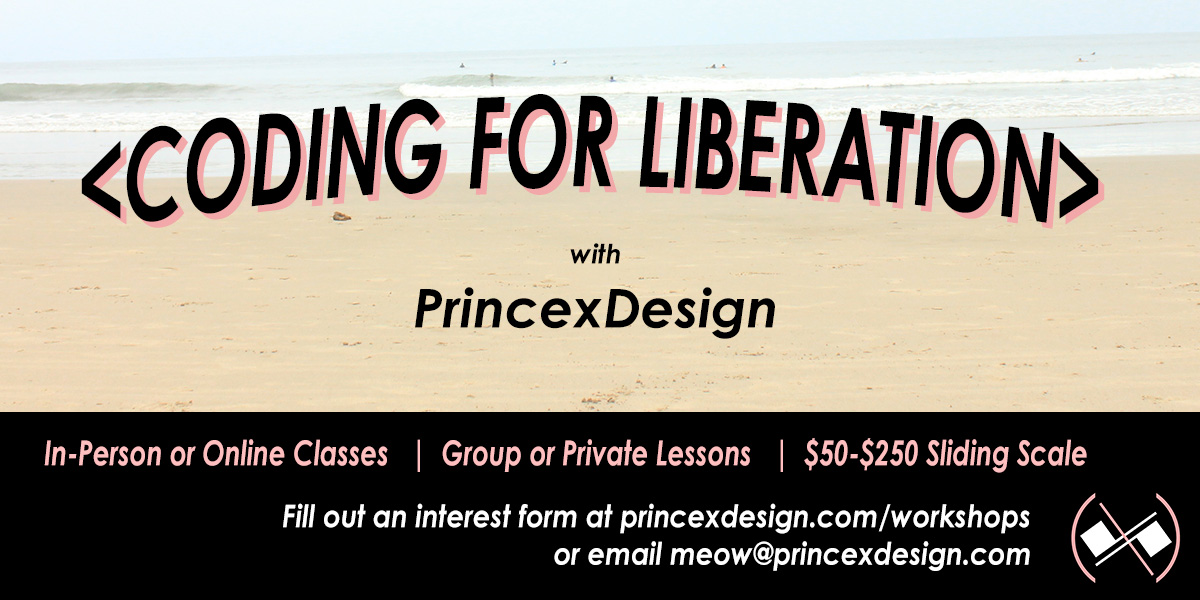 <CODING FOR LIBERATION>
with
PrincexDesign
In-Person or Online Classes | Group or Private Lessons | $50-$250 Sliding Scale
Fill out an interest form at princexdesign.com/workshops
or email meow@princexdesign.com